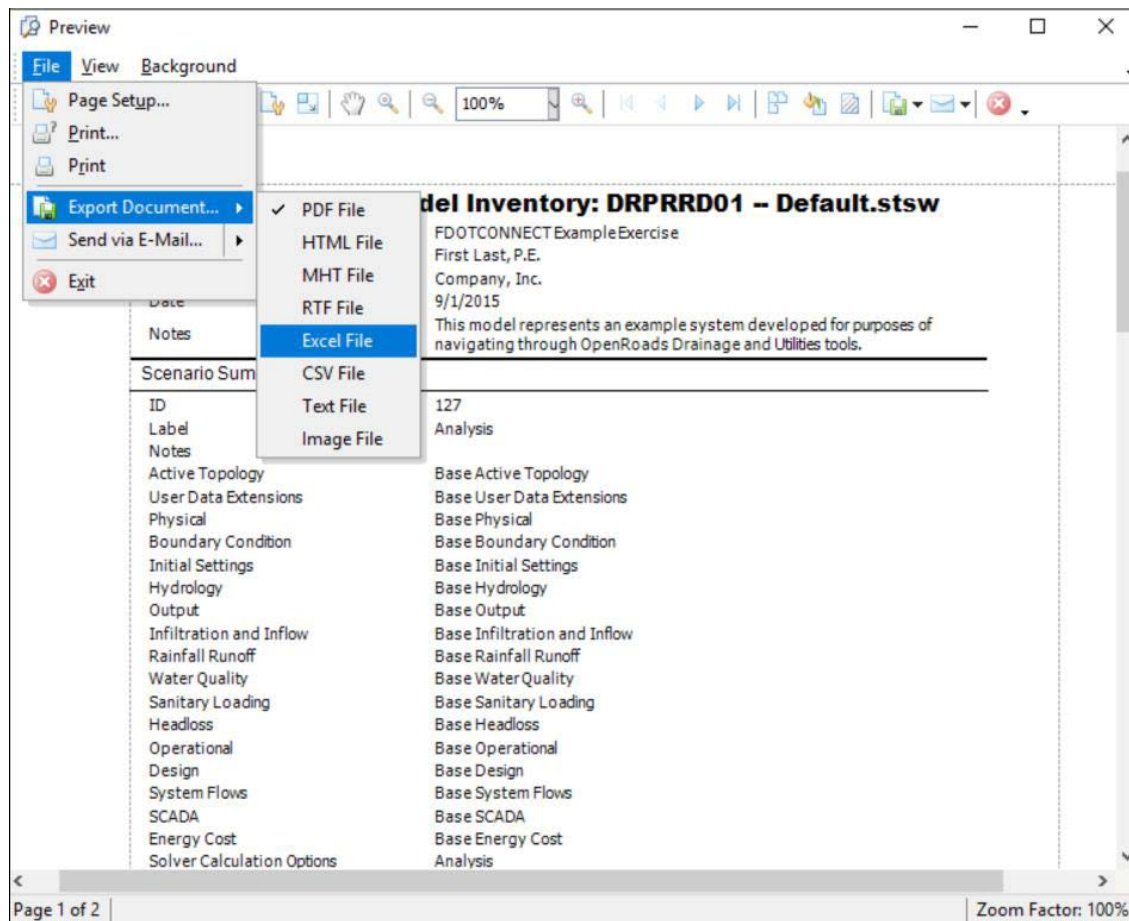 Preview
File View Background
Page Setup...
100%
Print...
Print
Export Document...
Send via E-Mail...
Exit
PDF File
HTML File
MHT File
RTF File
Excel File
CSV File
Text File
Image File
del Inventory: DRPRRD01 -- Default.stsw
FDOTCONNECT Example Exercise
First Last, P.E.
Company, Inc.
Date 9/1/2015
Notes This model represents an example system developed for purposes of
navigating through OpenRoads Drainage and Utilities tools.
Scenario Sum
ID 127
Label Analysis
Notes
Active Topology Base Active Topology
User Data Extensions Base User Data Extensions
Physical Base Physical
Boundary Condition Base Boundary Condition
Initial Settings Base Initial Settings
Hydrology Base Hydrology
Output Base Output
Infiltration and Inflow Base Infiltration and Inflow
Rainfall Runoff Base Rainfall Runoff
Water Quality Base Water Quality
Sanitary Loading Base Sanitary Loading
Headloss Base Headloss
Operational Base Operational
Design Base Design
System Flows Base System Flows
SCADA Base SCADA
Energy Cost Base Energy Cost
Solver Calculation Options Analysis
Page 1 of 2 Zoom Factor: 100%